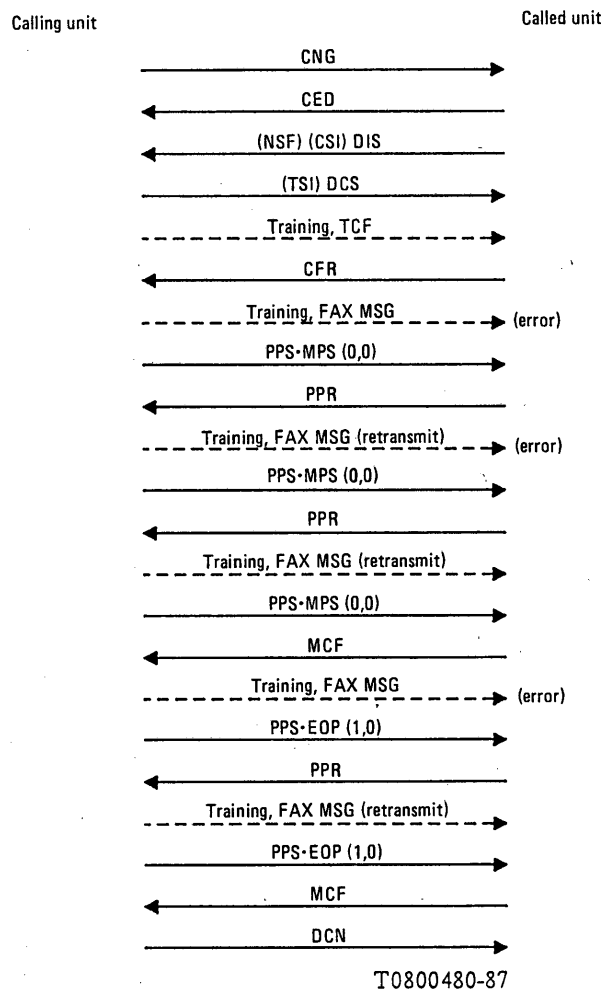 Calling unit
Called unit
CNG
CED
(NSF) (CSI) DIS
(TSI) DCS
Training, TCF
CFR
Training, FAX MSG
(error)
PPS·MPS (0,0)
PPR
Training, FAX MSG (retransmit)
(error)
PPS·MPS (0,0)
PPR
Training, FAX MSG (retransmit)
PPS·MPS (0,0)
MCF
Training, FAX MSG
(error)
PPS·EOP (1,0)
PPR
Training, FAX MSG (retransmit)
PPS·EOP (1,0)
MCF
DCN
T0800480-87